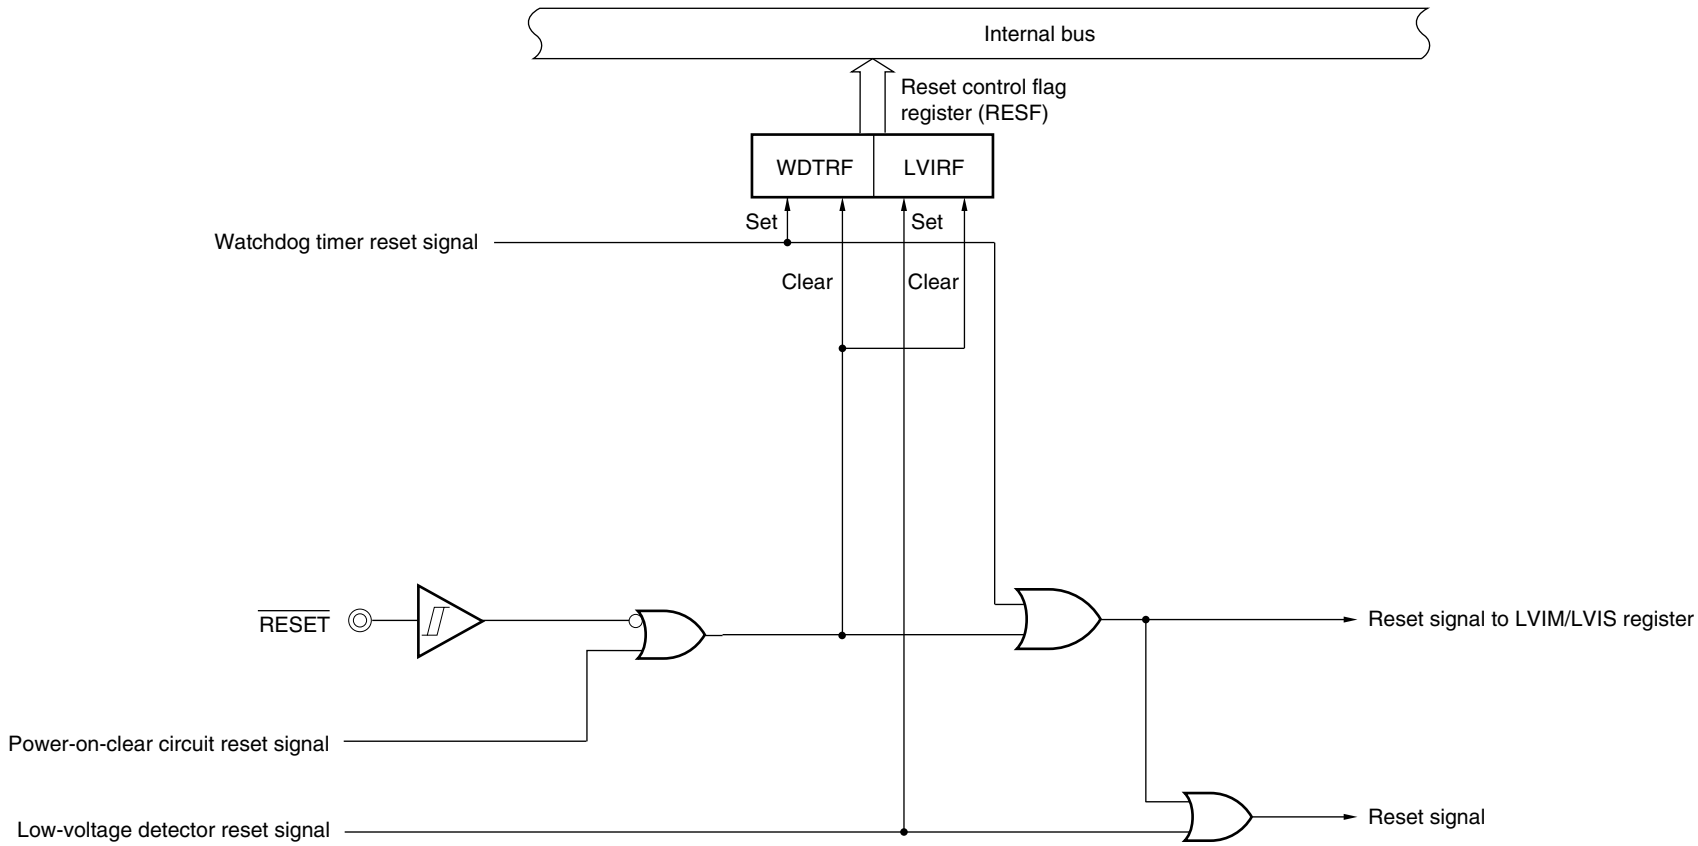 Internal bus
Reset control flag
register (RESF)
WDTRF
LVIRF
Set
Set
Watchdog timer reset signal
Clear
Clear
RESET
Reset signal to LVIM/LVIS register
Power-on-clear circuit reset signal
Low-voltage detector reset signal
Reset signal